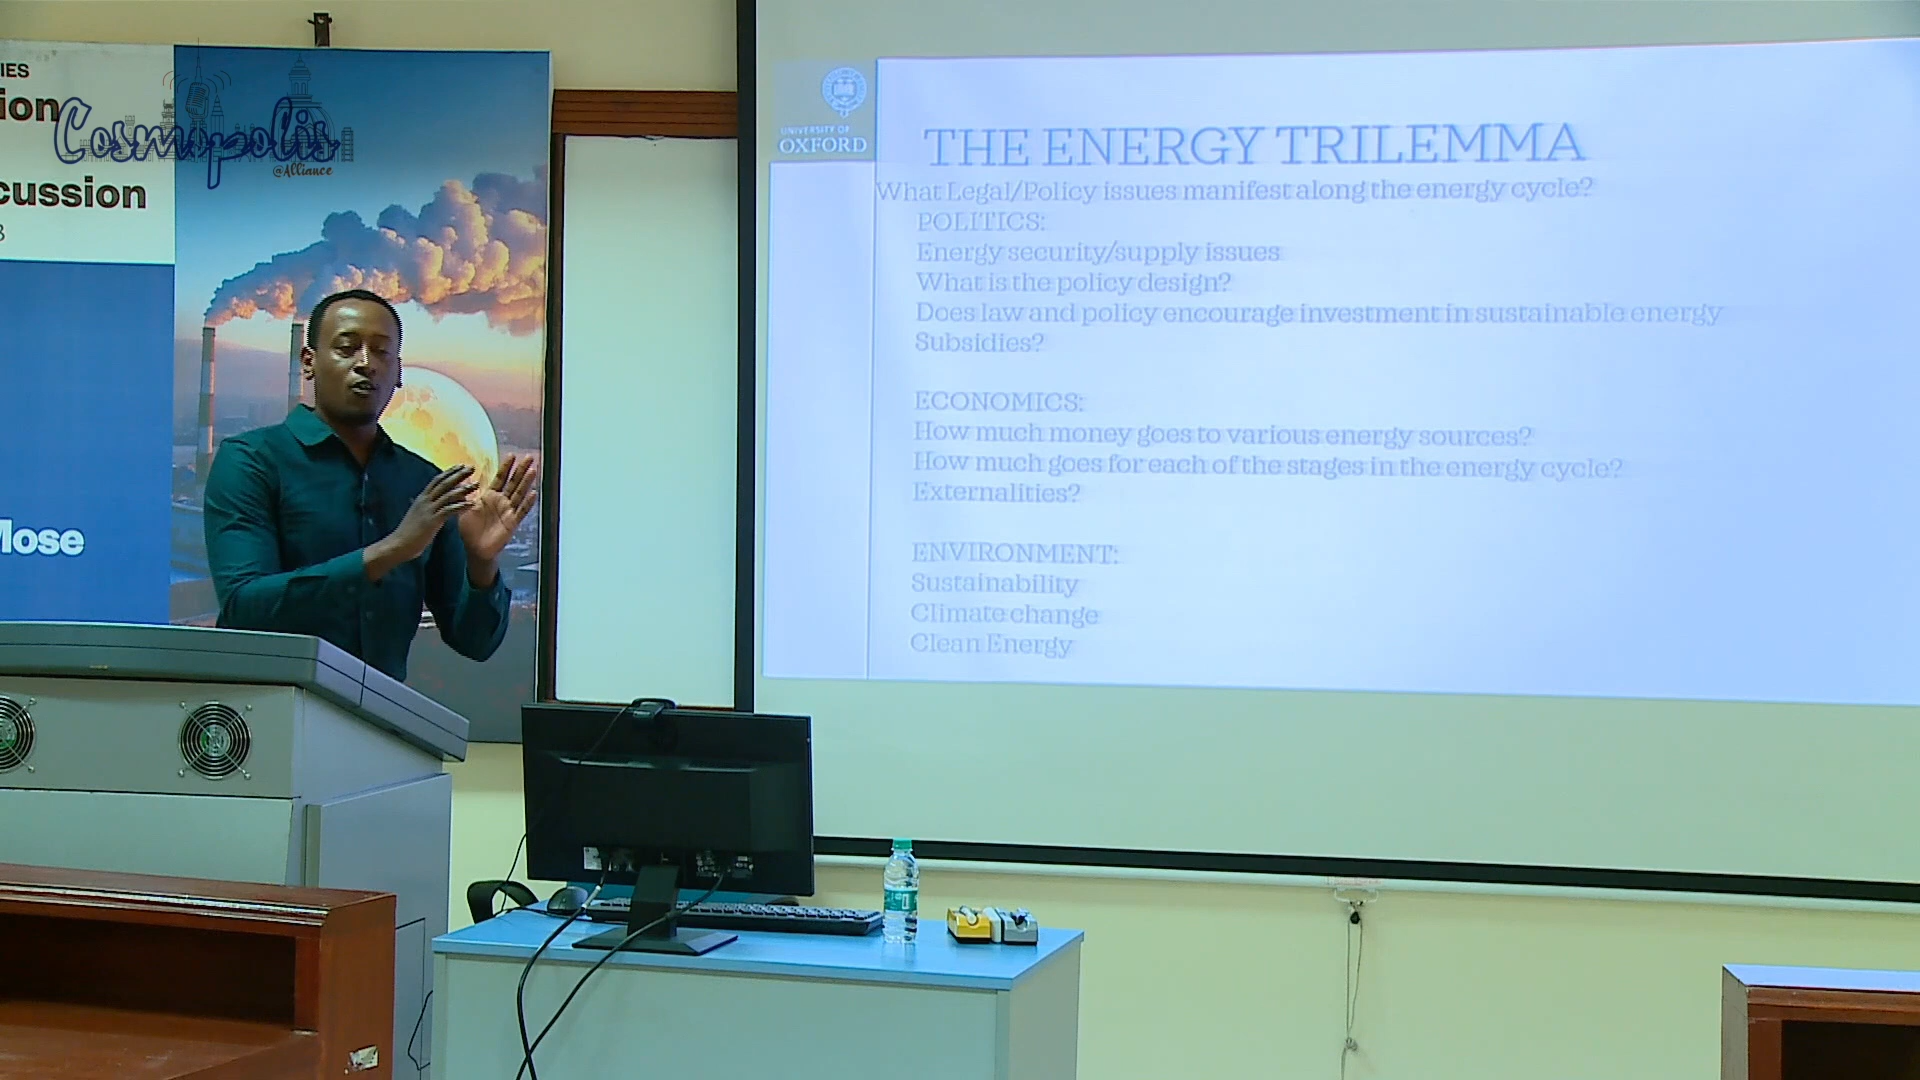 IES
ion
Cosmopolis
@Alliance
cussion
Mose
UNIVERSITY OF
OXFORD
THE ENERGY TRILEMMA
What Legal/Policy issues manifest along the energy cycle?
POLITICS:
Energy security/supply issues
What is the policy design?
Does law and policy encourage investment in sustainable energy
Subsidies?
ECONOMICS:
How much money goes to various energy sources?
How much goes for each of the stages in the energy cycle?
Externalities?
ENVIRONMENT:
Sustainability
Climate change
Clean Energy